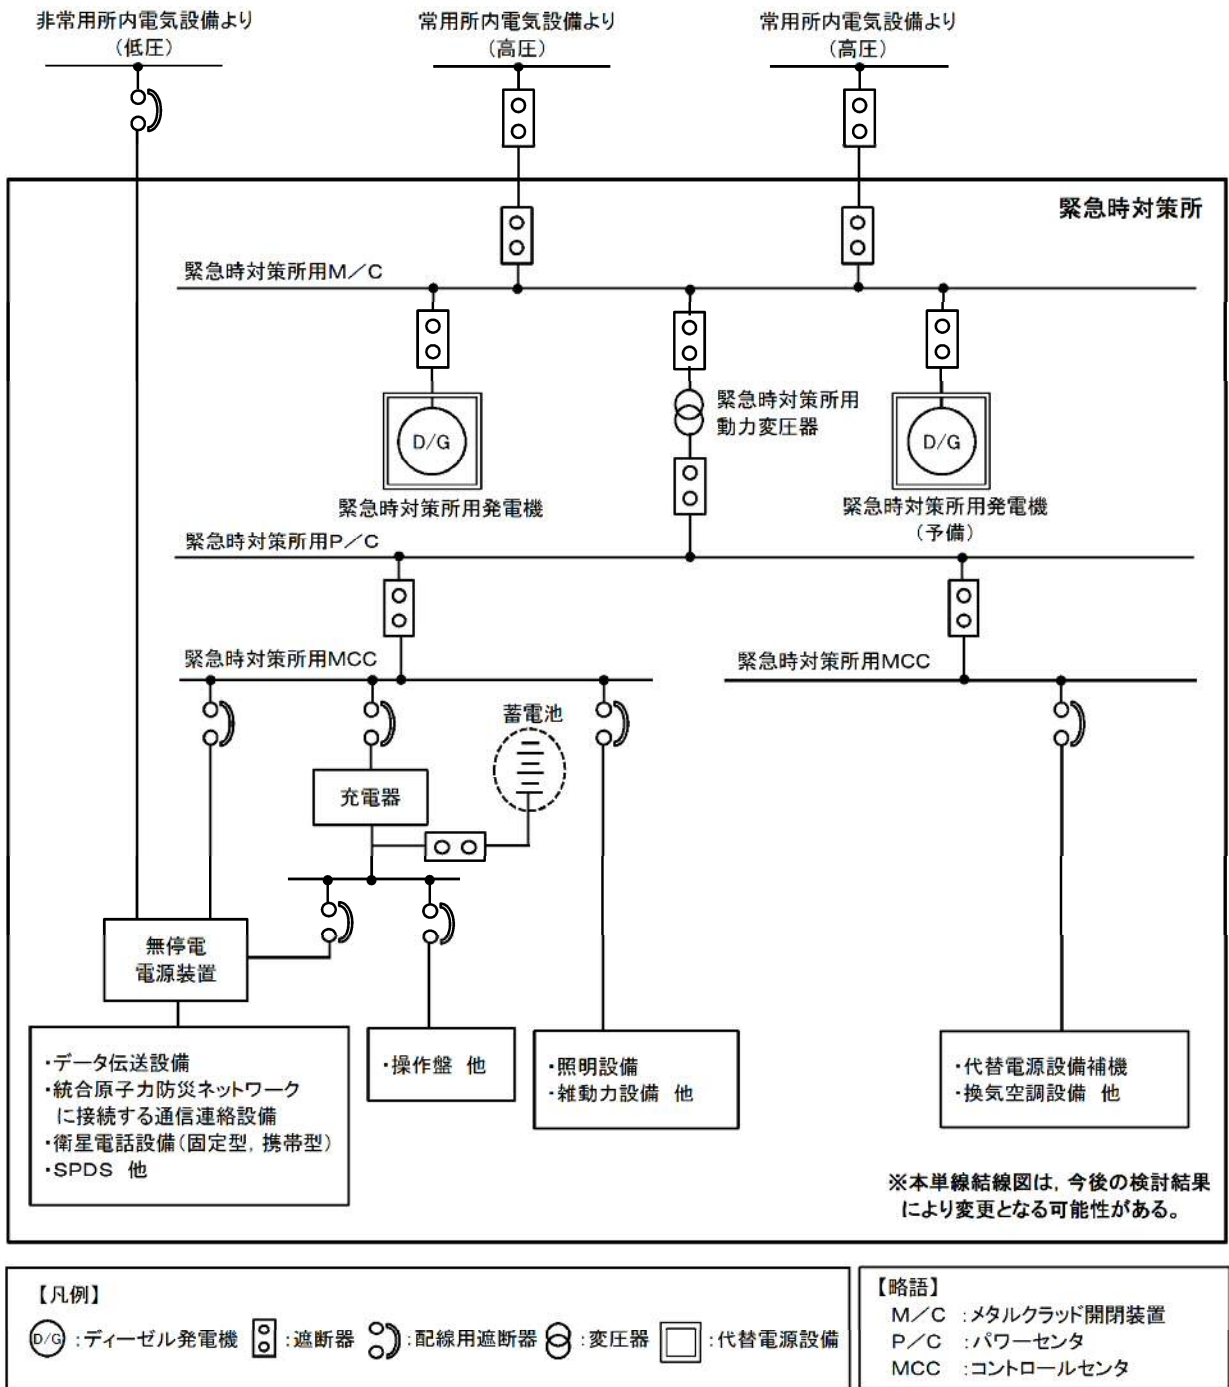 非常用所内電気設備より
（低圧）
常用所内電気設備より
（高圧）
常用所内電気設備より
（高圧）
緊急時対策所
緊急時対策所用M／C
D/G
緊急時対策所用発電機
緊急時対策所用
動力変圧器
D/G
緊急時対策所用発電機
（予備）
緊急時対策所用P／C
緊急時対策所用MCC
緊急時対策所用MCC
蓄電池
充電器
無停電
電源装置
・データ伝送設備
・統合原子力防災ネットワーク
に接続する通信連絡設備
・衛星電話設備（固定型，携帯型）
・SPDS 他
・操作盤 他
・照明設備
・雑動力設備 他
・代替電源設備補機
・換気空調設備 他
※本単線結線図は，今後の検討結果
により変更となる可能性がある。
【凡例】
D/G ：ディーゼル発電機 ：遮断器 ：配線用遮断器 ：変圧器 ：代替電源設備
【略語】
M／C ：メタルクラッド開閉装置
P／C ：パワーセンタ
MCC ：コントロールセンタ